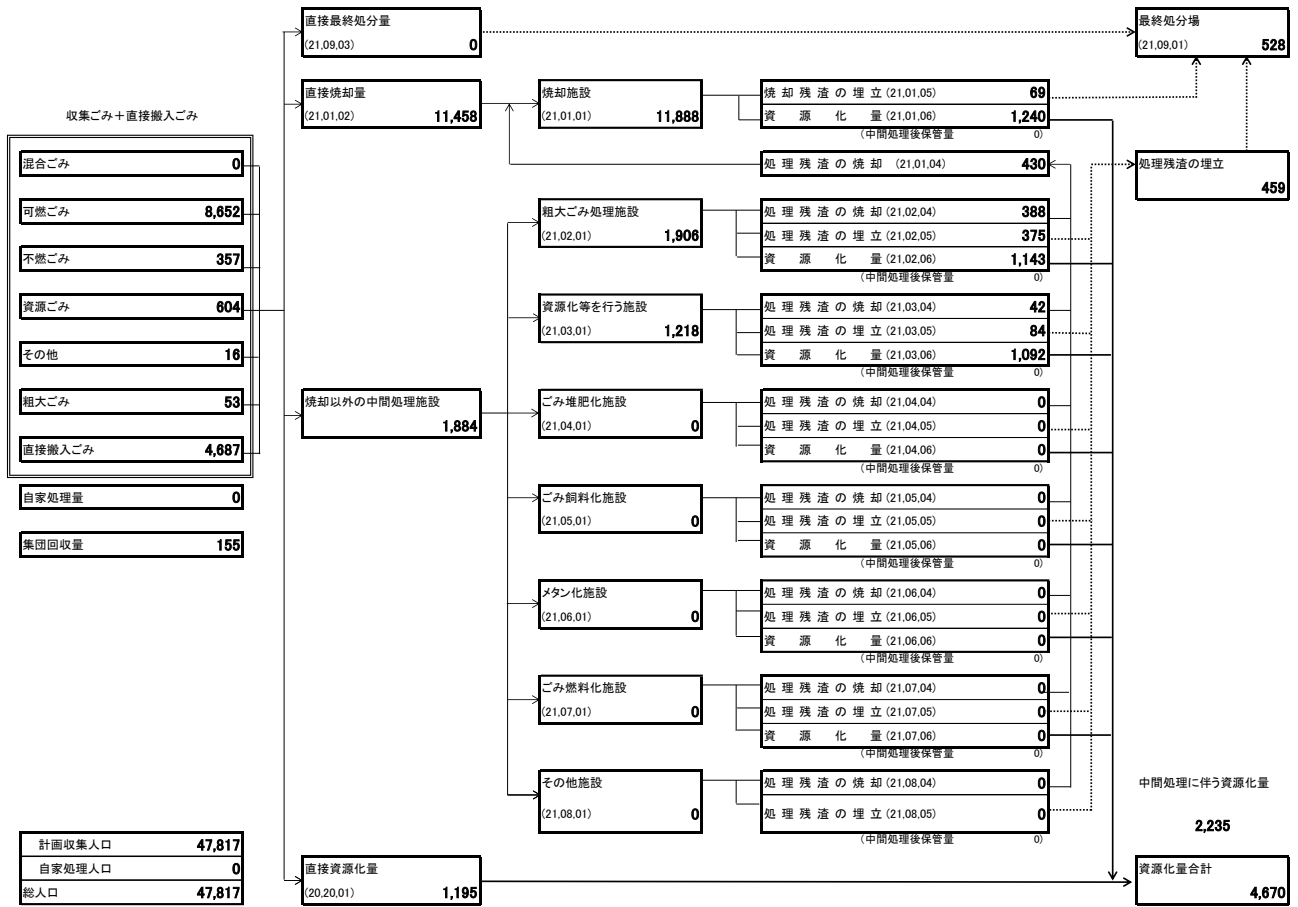 収集ごみ＋直接搬入ごみ
混合ごみ 0
可燃ごみ 8,652
不燃ごみ 357
資源ごみ 604
その他 16
粗大ごみ 53
直接搬入ごみ 4,687
自家処理量 0
集団回収量 155
計画収集人口 47,817
自家処理人口 0
総人口 47,817
直接最終処分量
(21,09,03) 0
直接焼却量
(21,01,02) 11,458
焼却以外の中間処理施設
1,884
直接資源化量
(20,20,01) 1,195
焼却施設
(21,01,01) 11,888
粗大ごみ処理施設
(21,02,01) 1,906
資源化等を行う施設
(21,03,01) 1,218
ごみ堆肥化施設
(21,04,01) 0
ごみ飼料化施設
(21,05,01) 0
メタン化施設
(21,06,01) 0
ごみ燃料化施設
(21,07,01) 0
その他施設
(21,08,01) 0
焼却残渣の埋立(21,01,05) 69
資源化量(21,01,06) 1,240
(中間処理後保管量 0)
処理残渣の焼却 (21,01,04) 430
処理残渣の焼却(21,02,04) 388
処理残渣の埋立(21,02,05) 375
資源化量(21,02,06) 1,143
(中間処理後保管量 0)
処理残渣の焼却(21,03,04) 42
処理残渣の埋立(21,03,05) 84
資源化量(21,03,06) 1,092
(中間処理後保管量 0)
処理残渣の焼却(21,04,04) 0
処理残渣の埋立(21,04,05) 0
資源化量(21,04,06) 0
(中間処理後保管量 0)
処理残渣の焼却(21,05,04) 0
処理残渣の埋立(21,05,05) 0
資源化量(21,05,06) 0
(中間処理後保管量 0)
処理残渣の焼却(21,06,04) 0
処理残渣の埋立(21,06,05) 0
資源化量(21,06,06) 0
(中間処理後保管量 0)
処理残渣の焼却(21,07,04) 0
処理残渣の埋立(21,07,05) 0
資源化量(21,07,06) 0
(中間処理後保管量 0)
処理残渣の焼却(21,08,04) 0
処理残渣の埋立(21,08,05) 0
(中間処理後保管量 0)
最終処分場
(21,09,01) 528
処理残渣の埋立
459
中間処理に伴う資源化量
2,235
資源化量合計
4,670